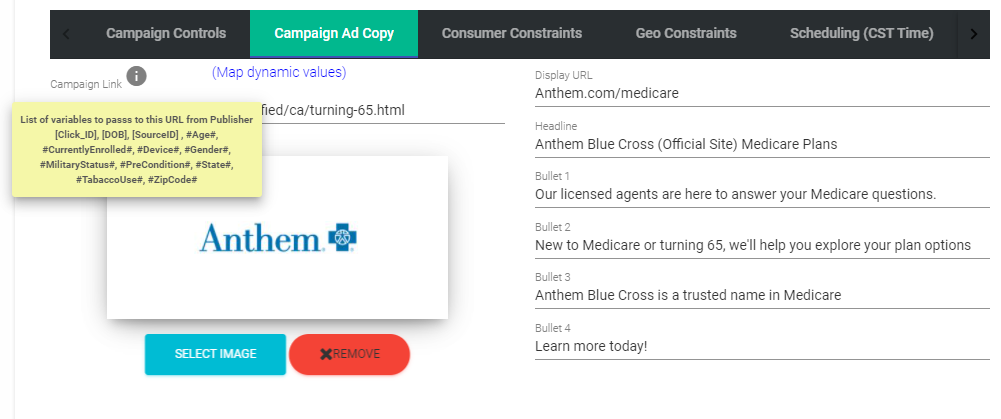 Campaign Controls
Campaign Ad Copy
Consumer Constraints
Geo Constraints
Scheduling (CST Time)
Campaign Link i
(Map dynamic values)
fied/ca/turning-65.html
List of variables to passs to this URL from Publisher
[Click_ID], [DOB], [SourceID] , #Age#,
#CurrentlyEnrolled#, #Device#, #Gender#,
#MilitaryStatus#, #PreCondition#, #State#,
#TabaccoUse#, #ZipCode#
Anthem.
SELECT IMAGE
✖REMOVE
Display URL
Anthem.com/medicare
Headline
Anthem Blue Cross (Official Site) Medicare Plans
Bullet 1
Our licensed agents are here to answer your Medicare questions.
Bullet 2
New to Medicare or turning 65, we'll help you explore your plan options
Bullet 3
Anthem Blue Cross is a trusted name in Medicare
Bullet 4
Learn more today!